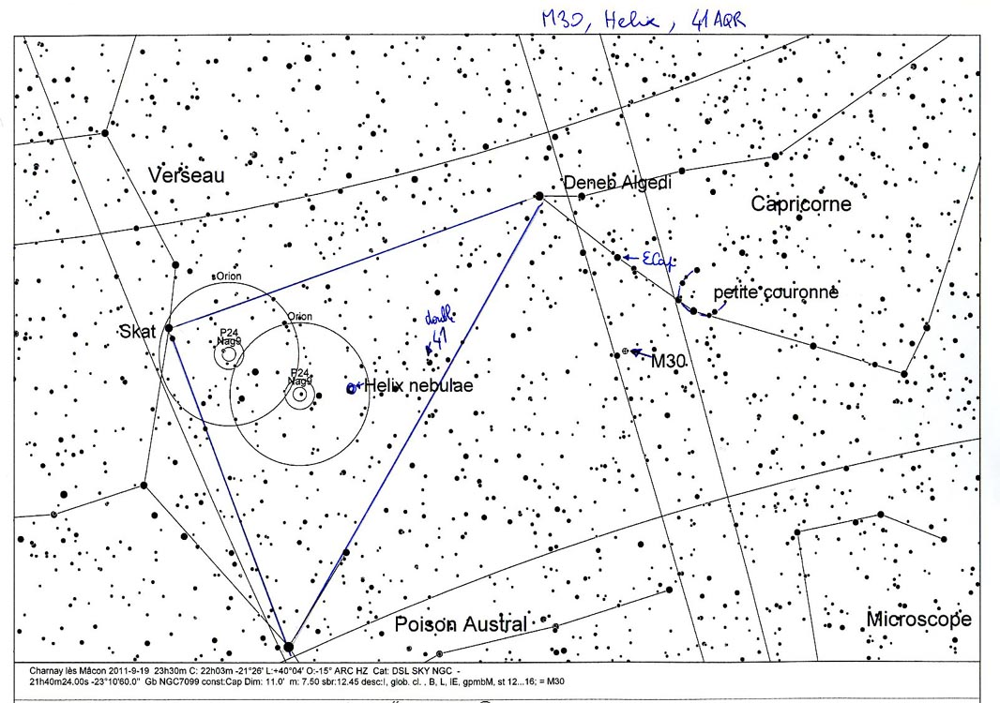 M30, Helix, 41 AQR
Deneb Algedi
Verseau
Capricorne
εCap
Orion
petite couronne
Orion
double
41
Skat
P24
Nag9
M30
P24
Nag9
Helix nebulae
Poison Austral
Microscope
Charnay lès Mâcon 2011-9-19 23h30m C: 22h03m -21°26' L:+40°04' O:-15° ARC HZ Cat: DSL SKY NGC -
21h40m24.00s -23°10'60.0" Gb NGC7099 const:Cap Dim: 11.0' m: 7.50 sbr:12.45 desc:!, glob. cl. , B, L, lE, gpmbM, st 12...16; = M30